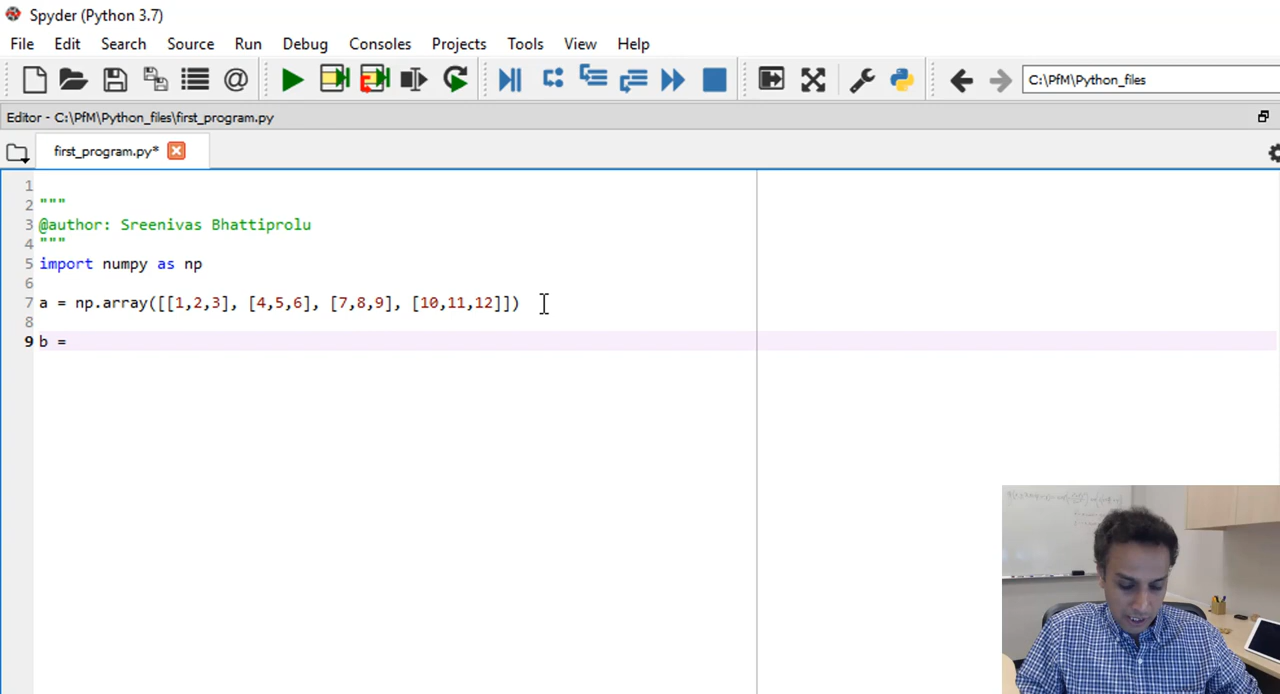 Spyder (Python 3.7)
File Edit Search Source Run Debug Consoles Projects Tools View Help
C:\PfM\Python_files
Editor - C:\PfM\Python_files\first_program.py
first_program.py*
1
2 """
3 @author: Sreenivas Bhattiprolu
4 """
5 import numpy as np
6
7 a = np.array([[1,2,3], [4,5,6], [7,8,9], [10,11,12]])
8
9 b =